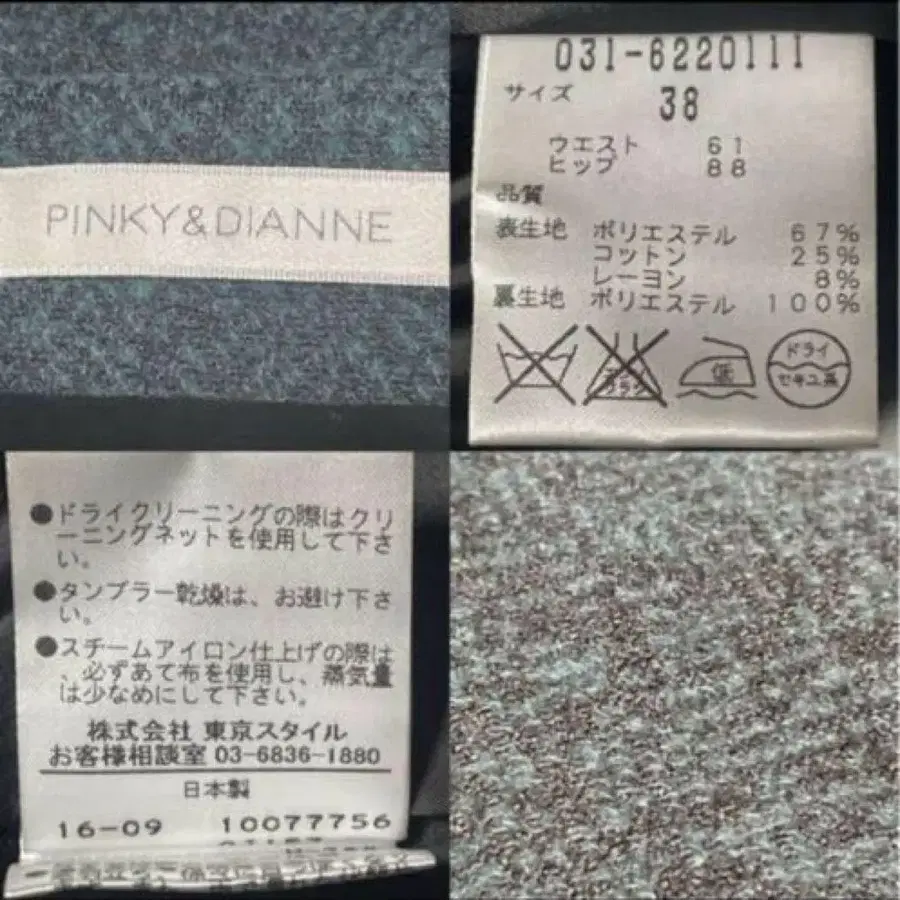 PINKY&DIANNE
031-6220111
サイズ 38
ウエスト 61
ヒップ 88
品質
表生地 ポリエステル 67%
コットン 25%
レーヨン 8%
裏生地 ポリエステル 100%
低
ドライ
セキユ系
●ドライクリーニングの際はクリ
ーニングネットを使用して下さ
い。
●タンブラー乾燥は、お避け下さ
い。
●スチームアイロン仕上げの際は
、必ずあて布を使用し、蒸気量
は少なめにして下さい。
株式会社 東京スタイル
お客様相談室 03-6836-1880
日本製
16-09 10077756